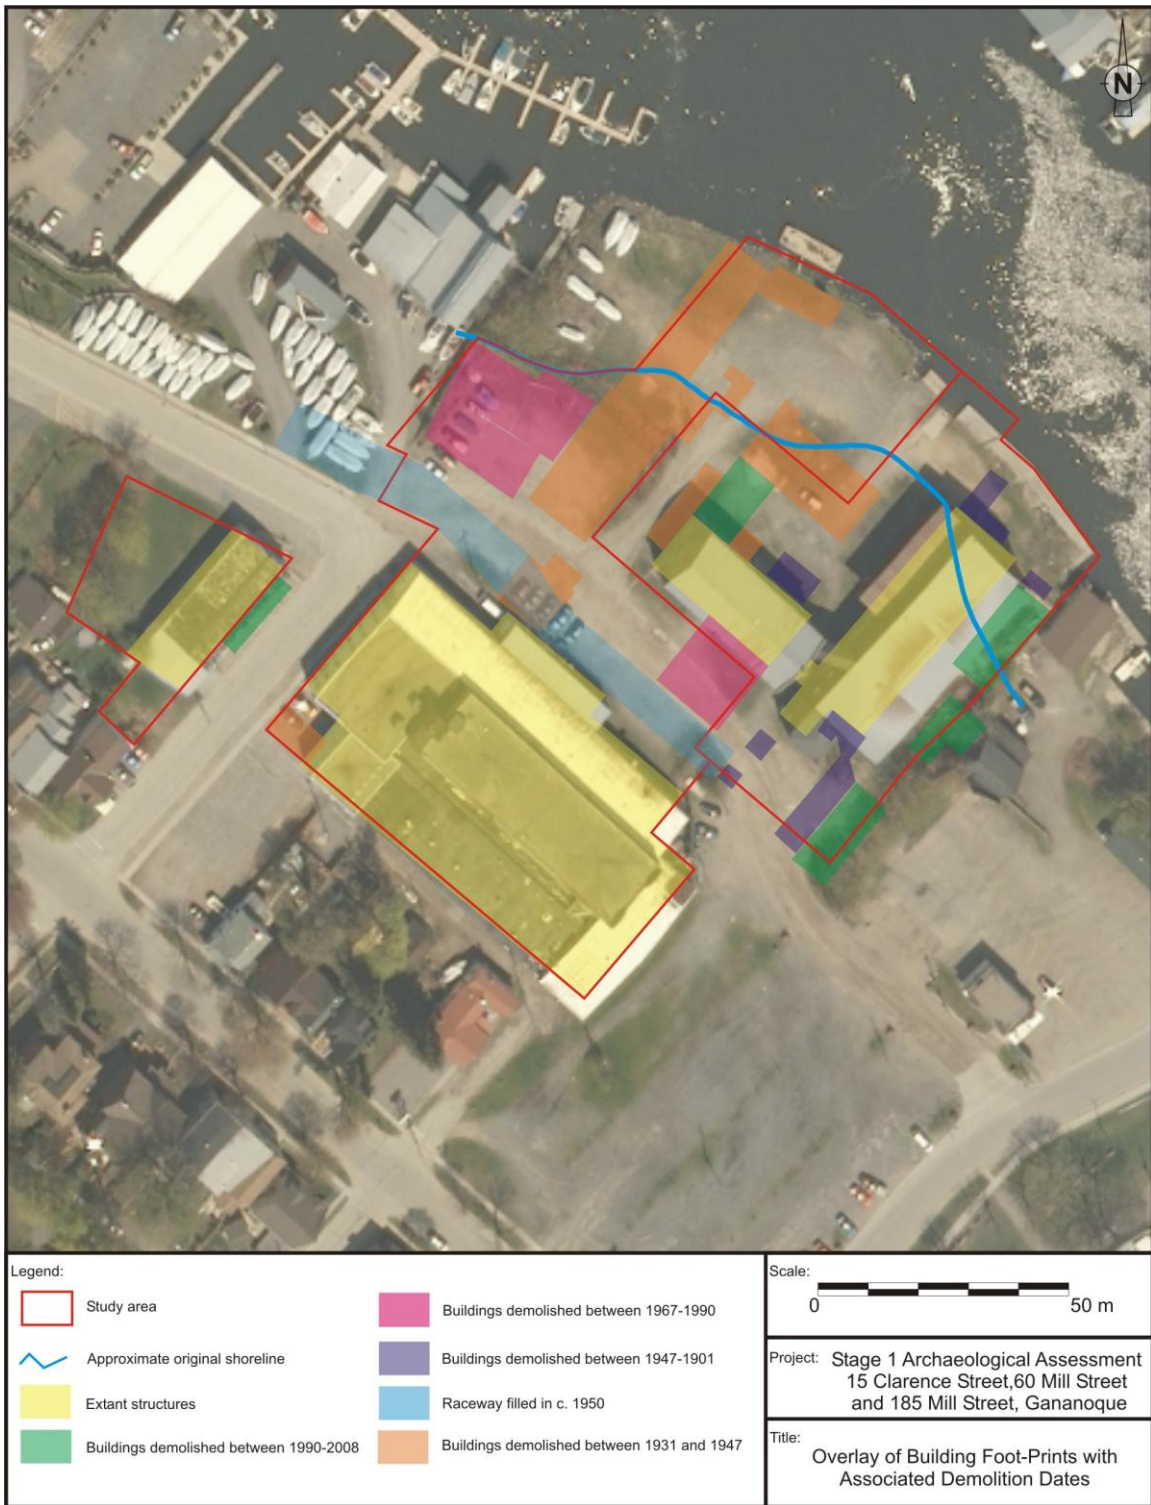 N
Legend:
Study area
Approximate original shoreline
Extant structures
Buildings demolished between 1990-2008
Buildings demolished between 1967-1990
Buildings demolished between 1947-1901
Raceway filled in c. 1950
Buildings demolished between 1931 and 1947
Scale:
0 50 m
Project: Stage 1 Archaeological Assessment
15 Clarence Street,60 Mill Street
and 185 Mill Street, Gananoque
Title:
Overlay of Building Foot-Prints with
Associated Demolition Dates